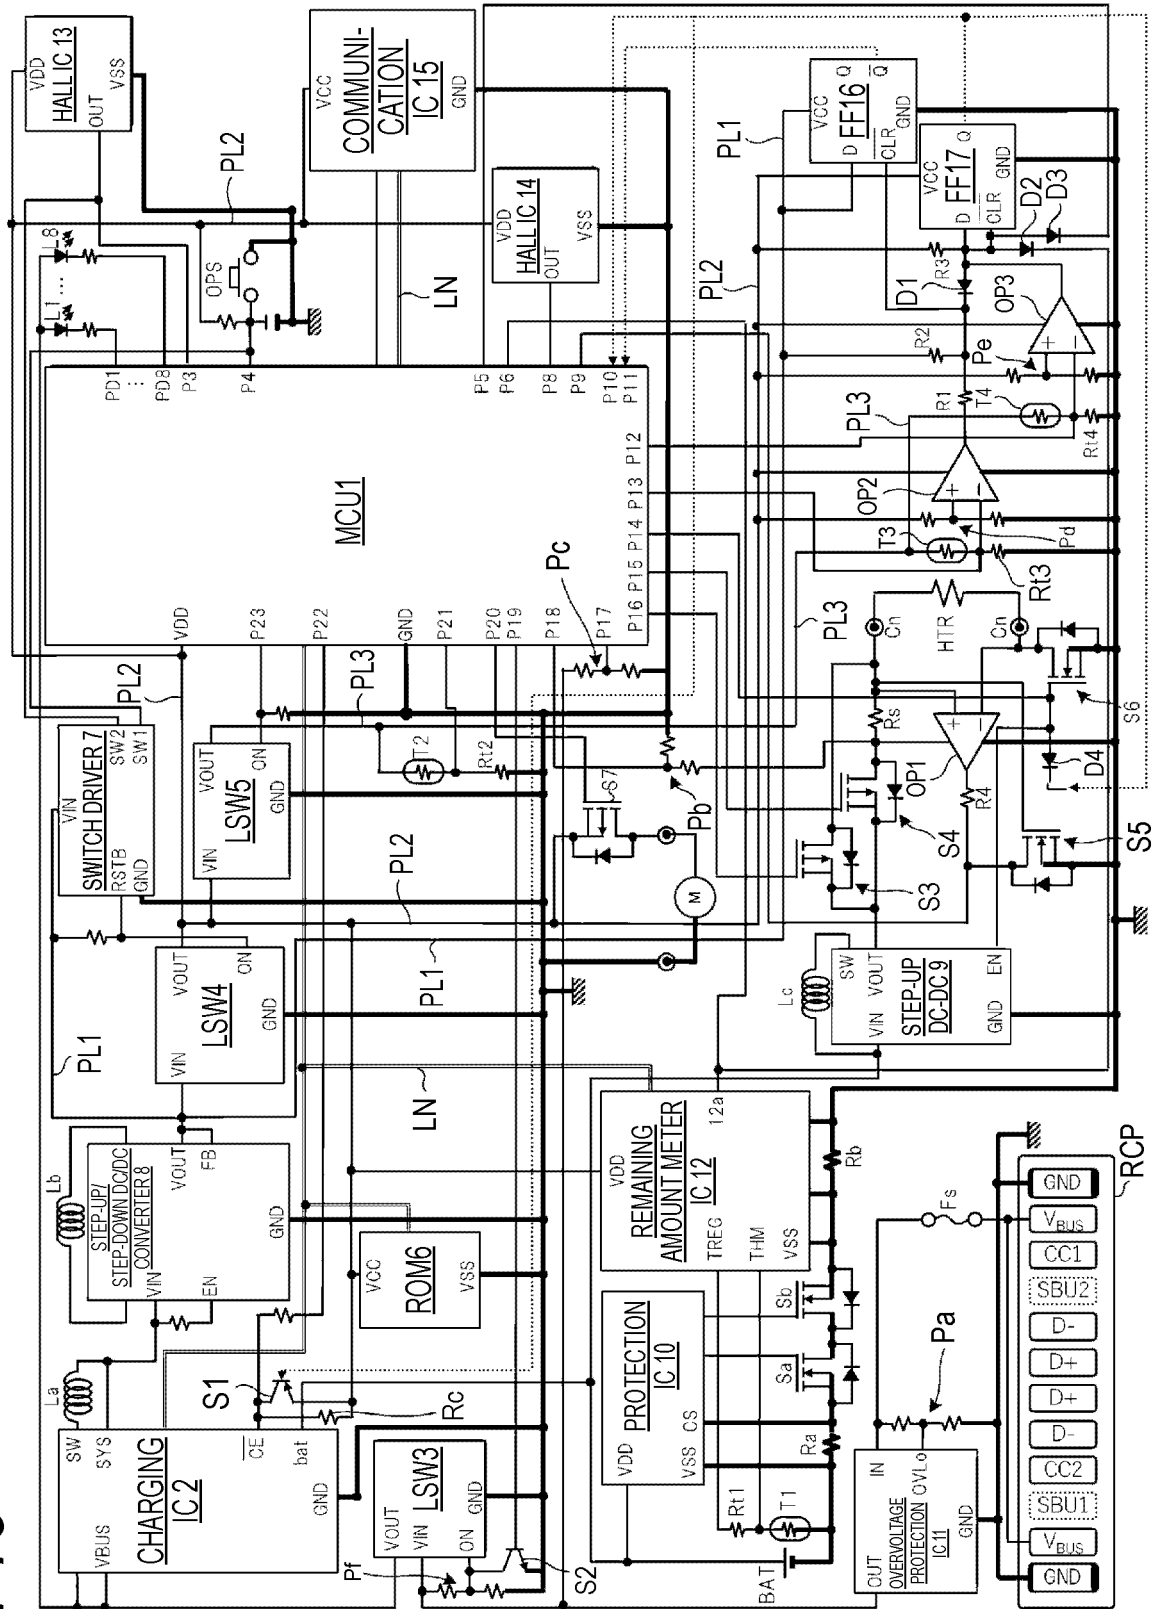 HALL IC 13
VDD
VSS
OUT
COMMUNI-
CATION
IC 15
VCC
GND
PL2
L8
L1
...
OPS
LN
HALL IC 14
VDD
VSS
OUT
FF16
VCC
D
Q
Q
CLR
GND
FF17
VCC
D
Q
CLR
GND
PL1
PL2
D2
D3
R3
D1
R2
OP3
Pe
R1
T4
PL3
Rt4
OP2
Pd
T3
Rt3
MCU1
PD1
PD8
P3
P4
P5
P6
P8
P9
P10
P11
P12
P13
P14
P15
P16
P17
P18
P19
P20
P21
GND
P22
P23
VDD
Pc
PL3
Cn
HTR
Cn
Rs
OP1
R4
D4
S6
S5
S4
S3
SWITCH DRIVER 7
VIN
SW2
SW1
RSTB
GND
PL2
LSW5
VOUT
ON
VIN
GND
PL3
T2
Rt2
S7
Pb
M
PL2
PL1
LSW4
VOUT
ON
VIN
GND
PL1
STEP-UP
DC-DC 9
SW
VOUT
VIN
EN
GND
Lc
STEP-UP/
STEP-DOWN DC/DC
CONVERTER 8
VOUT
FB
VIN
EN
GND
Lb
LN
ROM6
VCC
VSS
REMAINING
AMOUNT METER
IC 12
VDD
12a
TREG
THM
VSS
Rb
CHARGING
IC 2
SW
SYS
VBUS
CE
bat
GND
La
S1
Rc
LSW3
VOUT
VIN
ON
GND
Pf
S2
PROTECTION
IC 10
VDD
VSS
CS
Sb
Sa
Ra
Rt1
T1
BAT
OVERVOLTAGE
PROTECTION
IC 11
IN
OVLo
OUT
GND
Pa
Fs
RCP
GND
VBUS
CC1
SBU2
D-
D+
D+
D-
CC2
SBU1
VBUS
GND